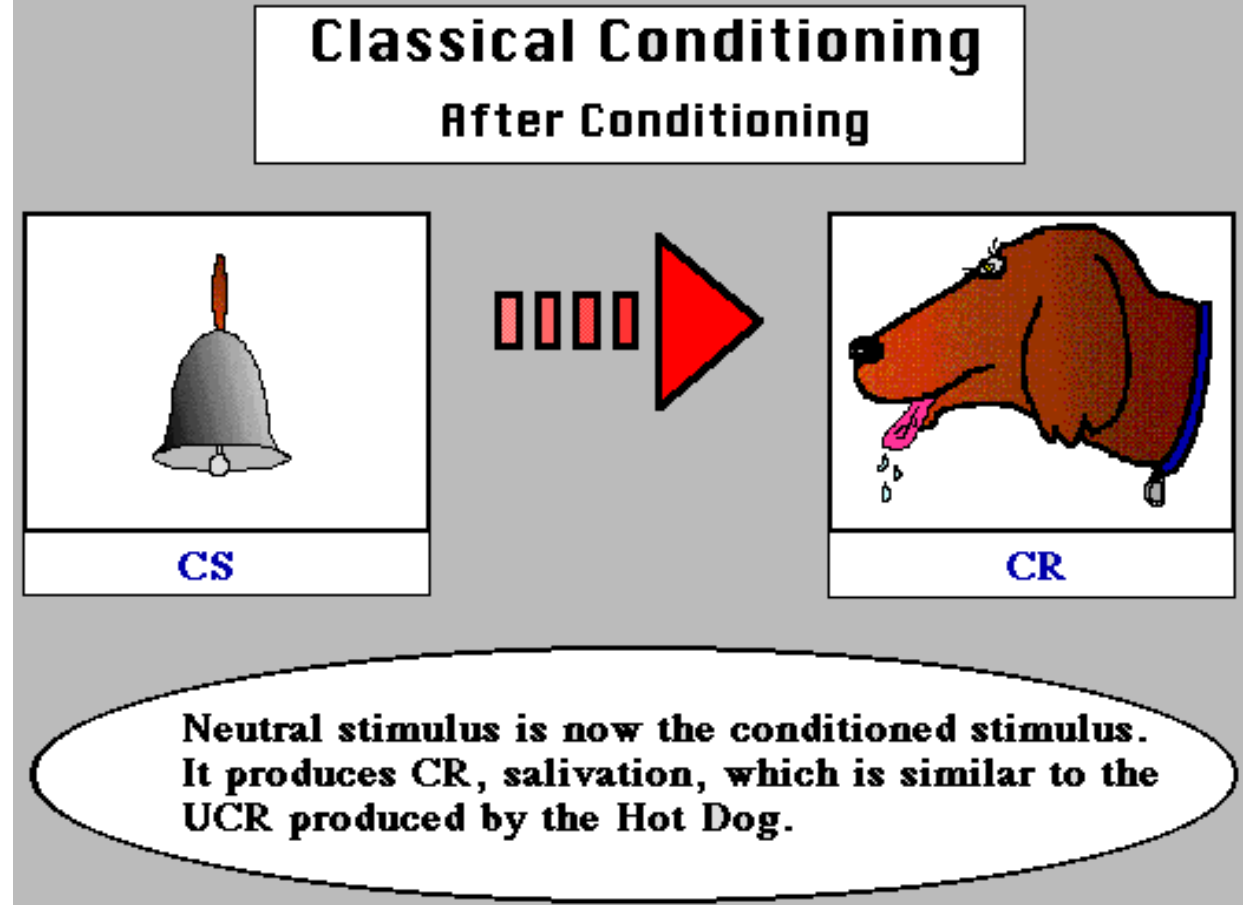 Classical Conditioning
After Conditioning
CS
CR
Neutral stimulus is now the conditioned stimulus.
It produces CR, salivation, which is similar to the
UCR produced by the Hot Dog.